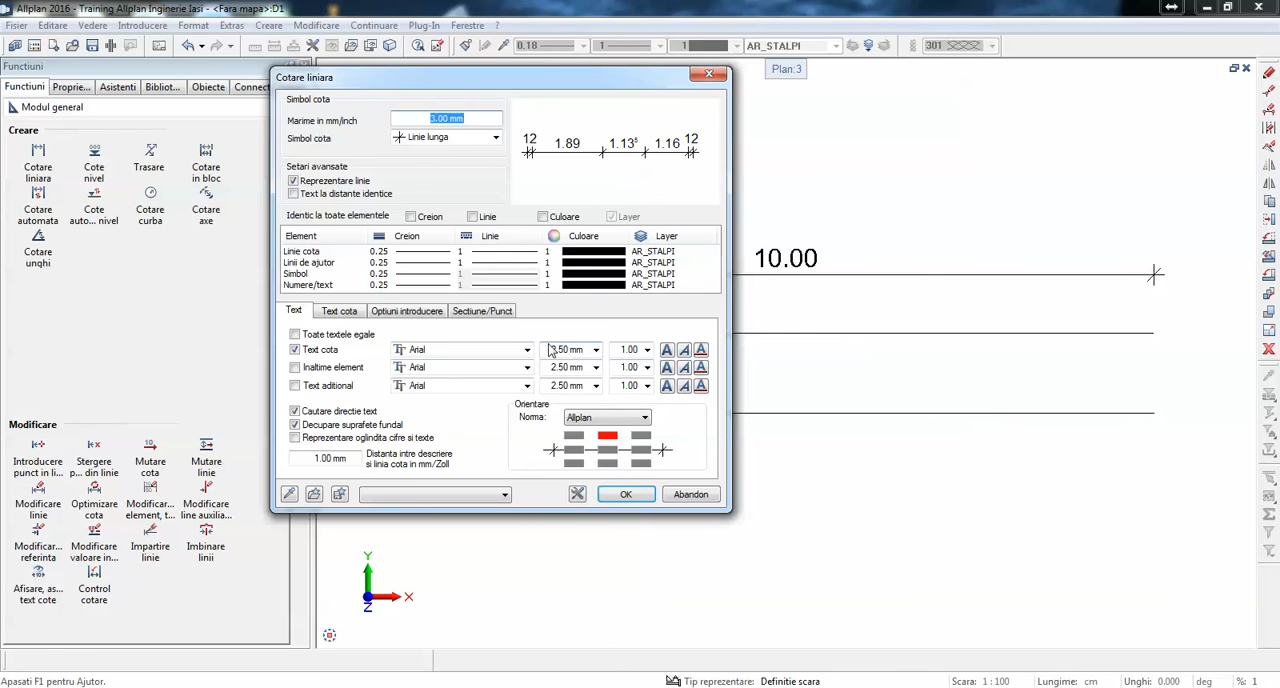 Allplan 2016 - Training Allplan Inginerie Iasi - <Fara mapa>:D1
Fisier Editare Vedere Introducere Format Extras Creare Modificare Continuare Plug-In Ferestre ?
0.18 1 1 AR_STALPI 301
Functiuni
Functiuni Proprie... Asistenti Bibliot... Obiecte Connect
Modul general
Creare
Cotare liniara
Cote nivel
Trasare
Cotare in bloc
Cotare automata
Cote auto... nivel
Cotare curba
Cotare axe
Cotare unghi
Modificare
Introducere punct in li...
Stergere p... din linie
Mutare cota
Mutare linie
Modificare linie
Optimizare cota
Modificar... element, t...
Modificare line auxilia...
Modificar... referinta
Modificare valoare in...
Impartire linie
Imbinare linii
Afisare, as... text cote
Control cotare
Cotare liniara
Simbol cota
Marime in mm/inch 3.00 mm
Simbol cota Linie lunga
Setari avansate
Reprezentare linie
Text la distante identice
12 1.89 1.13⁵ 1.16 12
Identic la toate elementele Creion Linie Culoare Layer
Element Creion Linie Culoare Layer
Linie cota 0.25 1 1 AR_STALPI
Linii de ajutor 0.25 1 1 AR_STALPI
Simbol 0.25 1 1 AR_STALPI
Numere/text 0.25 1 1 AR_STALPI
Text Text cota Optiuni introducere Sectiune/Punct
Toate textele egale
Text cota Arial .50 mm 1.00 A A A
Inaltime element Arial 2.50 mm 1.00 A A A
Text aditional Arial 2.50 mm 1.00 A A A
Cautare directie text
Decupare suprafete fundal
Reprezentare oglindita cifre si texte
1.00 mm Distanta intre descriere
si linia cota in mm/Zoll
Orientare
Norma: Allplan
OK Abandon
Plan:3
10.00
Y
X
Z
Apasati F1 pentru Ajutor. Tip reprezentare: Definitie scara Scara: 1 : 100 Lungime: cm Unghi: 0.000 deg %: 1